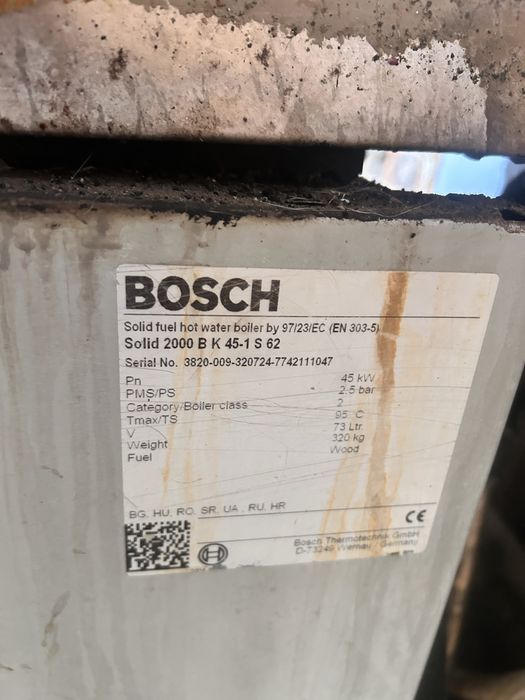 BOSCH
Solid fuel hot water boiler by 97/23/EC (EN 303-5)
Solid 2000 B K 45-1 S 62
Serial No. 3820-009-320724-7742111047
Pn 45 kW
PMS/PS 2.5 bar
Category/Boiler class 2
Tmax/TS 95 C
V 73 Ltr.
Weight 320 kg
Fuel Wood
BG, HU, RO, SR, UA, RU, HR
CE
Bosch Thermotechnik GmbH
D-73249 Wernau / Germany